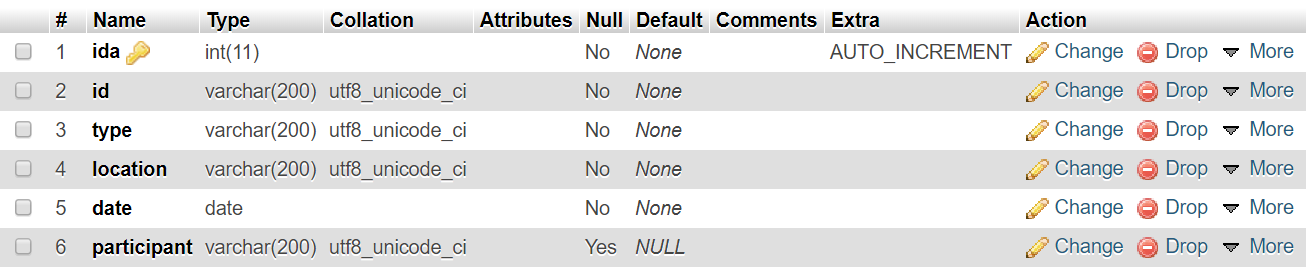 # Name Type Collation Attributes Null Default Comments Extra Action
1 ida int(11) No None AUTO_INCREMENT Change Drop More
2 id varchar(200) utf8_unicode_ci No None Change Drop More
3 type varchar(200) utf8_unicode_ci No None Change Drop More
4 location varchar(200) utf8_unicode_ci No None Change Drop More
5 date date No None Change Drop More
6 participant varchar(200) utf8_unicode_ci Yes NULL Change Drop More